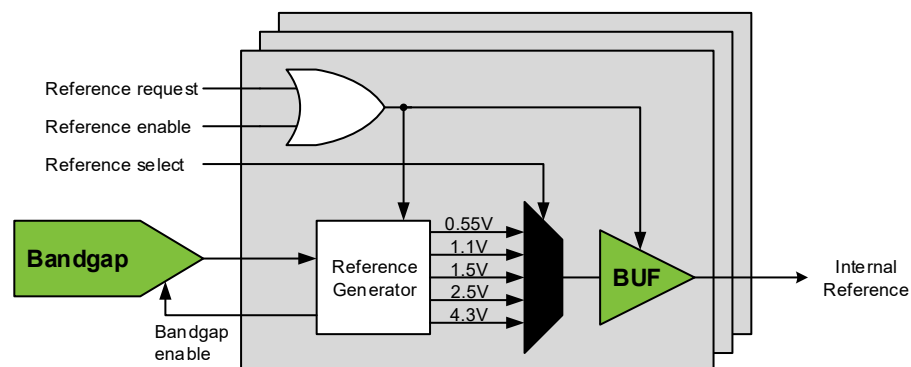 Reference request
Reference enable
Reference select
0.55V
Bandgap
1.1V
Reference
Generator
1.5V
BUF
Internal
Reference
2.5V
4.3V
Bandgap
enable